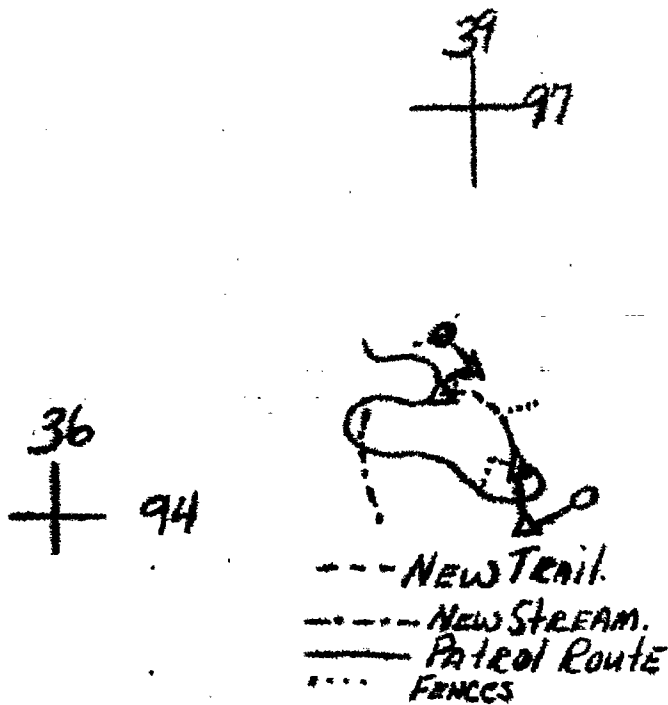 39
97
36
94
NEW TRAIL.
NEW STREAM.
PATROL ROUTE
FENCES